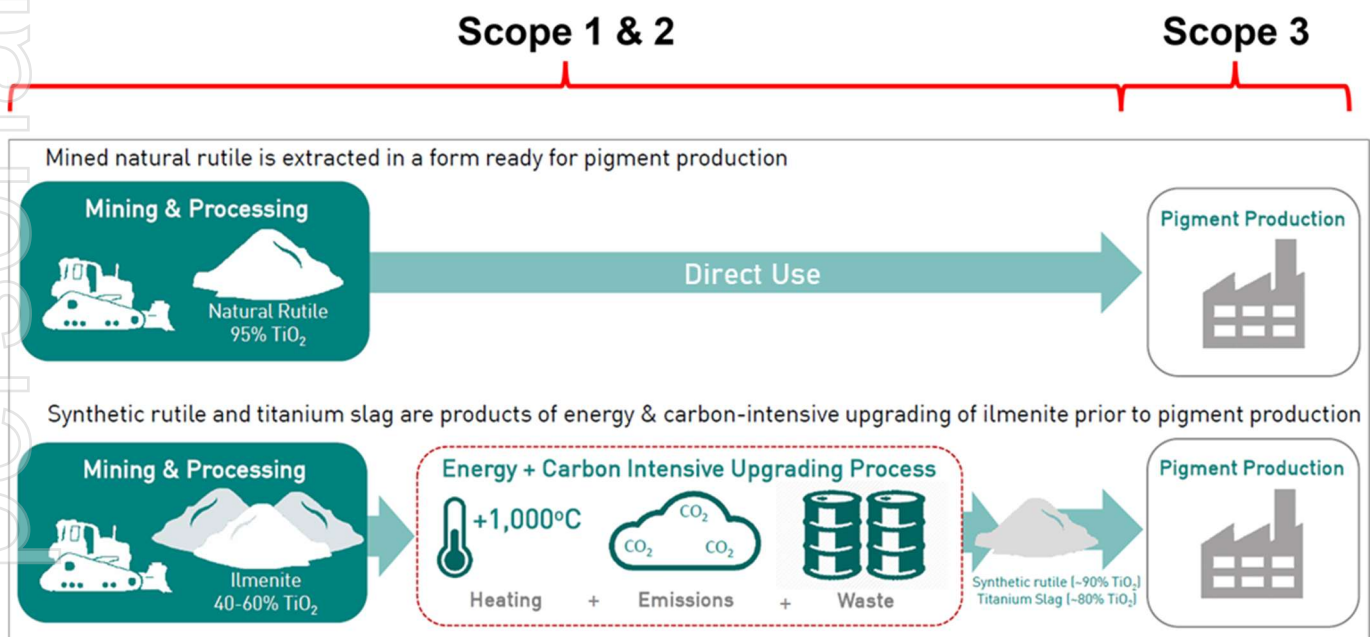 Scope 1 & 2
Scope 3
Mined natural rutile is extracted in a form ready for pigment production
Mining & Processing
Natural Rutile
95% TiO₂
Direct Use
Pigment Production
Synthetic rutile and titanium slag are products of energy & carbon-intensive upgrading of ilmenite prior to pigment production
Mining & Processing
Ilmenite
40-60% TiO₂
Energy + Carbon Intensive Upgrading Process
+1,000°C
CO₂
CO₂ CO₂
Heating + Emissions + Waste
Synthetic rutile (~90% TiO₂)
Titanium Slag (~80% TiO₂)
Pigment Production